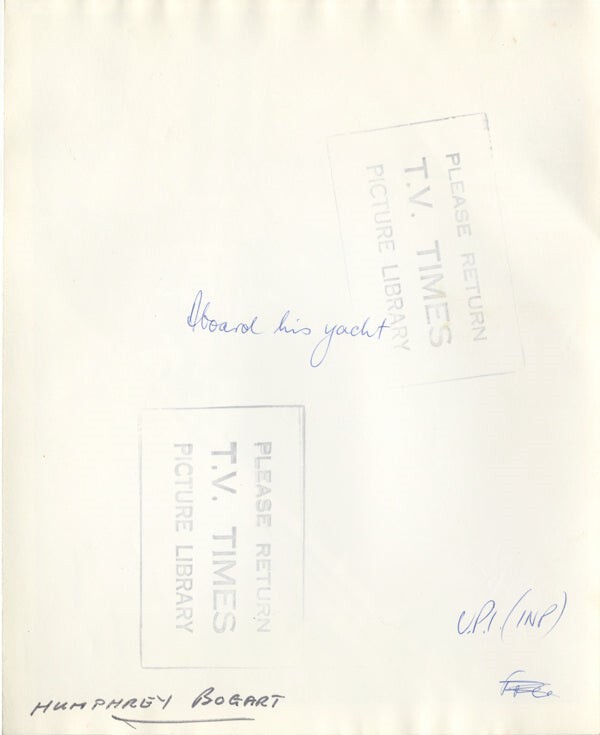 PLEASE RETURN
T.V. TIMES
PICTURE LIBRARY
Aboard his yacht
PLEASE RETURN
T.V. TIMES
PICTURE LIBRARY
U.P.I. (INP)
HUMPHREY BOGART